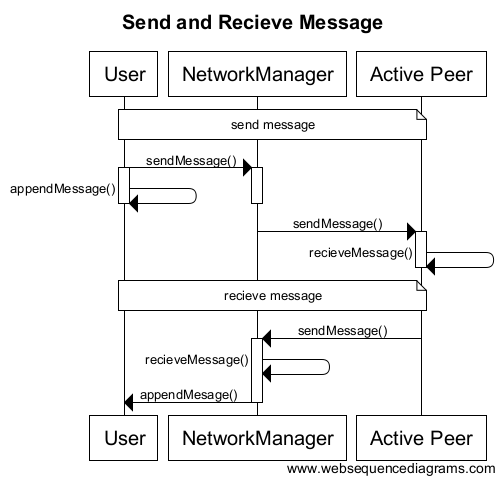 Send and Recieve Message
User
NetworkManager
Active Peer
send message
sendMessage()
appendMessage()
sendMessage()
recieveMessage()
recieve message
sendMessage()
recieveMessage()
appendMesage()
User
NetworkManager
Active Peer
www.websequencediagrams.com